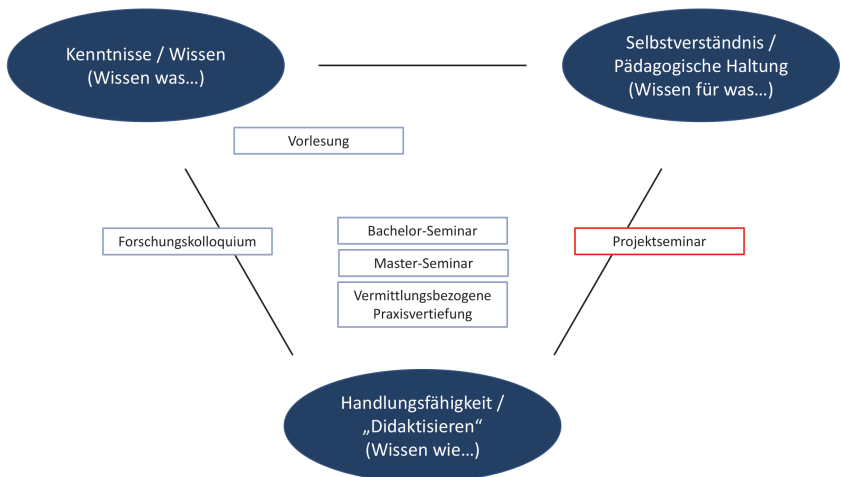 Kenntnisse / Wissen
(Wissen was…)
Selbstverständnis /
Pädagogische Haltung
(Wissen für was…)
Vorlesung
Forschungskolloquium
Bachelor-Seminar
Master-Seminar
Vermittlungsbezogene
Praxisvertiefung
Projektseminar
Handlungsfähigkeit /
„Didaktisieren“
(Wissen wie…)